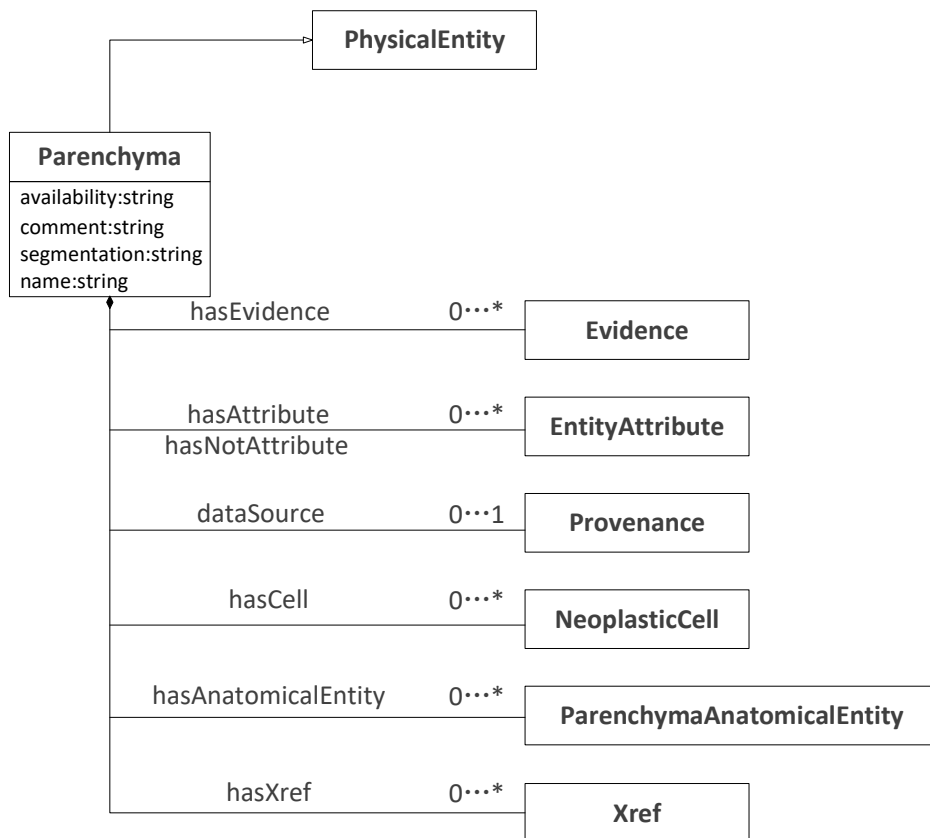 PhysicalEntity
Parenchyma
availability:string
comment:string
segmentation:string
name:string
hasEvidence 0···*
Evidence
hasAttribute 0···*
EntityAttribute
hasNotAttribute
dataSource 0···1
Provenance
hasCell 0···*
NeoplasticCell
hasAnatomicalEntity 0···*
ParenchymaAnatomicalEntity
hasXref 0···*
Xref